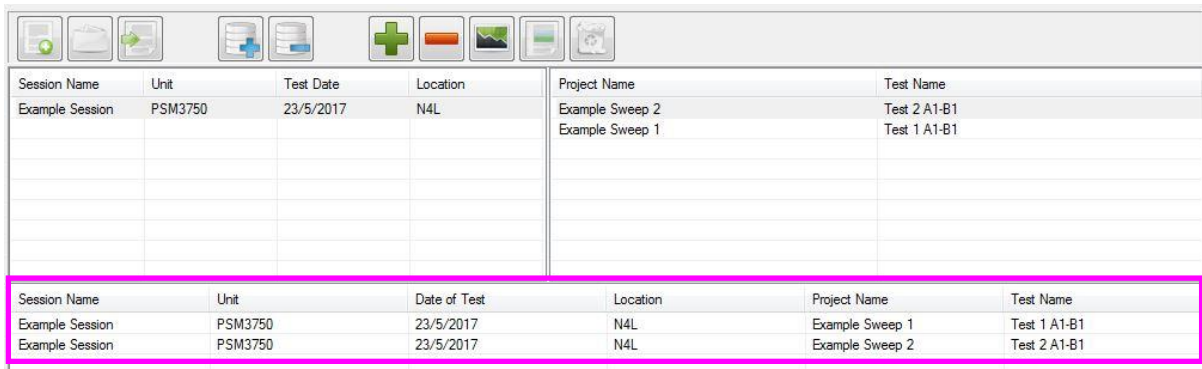 Session Name Unit Test Date Location Project Name Test Name
Example Session PSM3750 23/5/2017 N4L Example Sweep 2 Test 2 A1-B1
Example Sweep 1 Test 1 A1-B1
Session Name Unit Date of Test Location Project Name Test Name
Example Session PSM3750 23/5/2017 N4L Example Sweep 1 Test 1 A1-B1
Example Session PSM3750 23/5/2017 N4L Example Sweep 2 Test 2 A1-B1